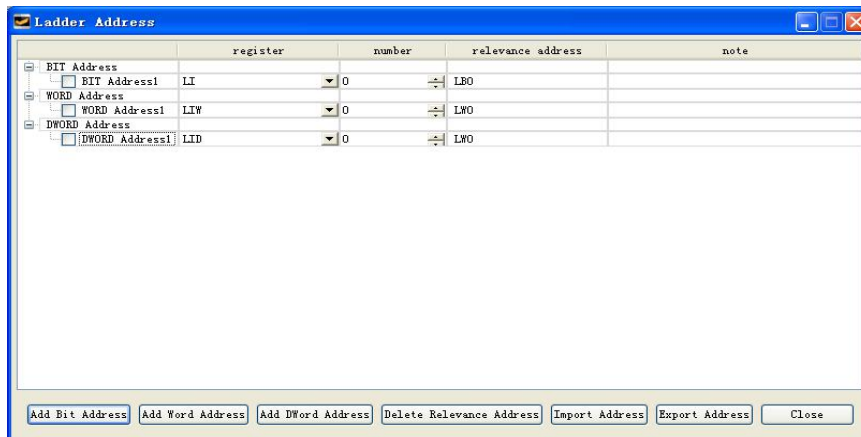 Ladder Address
register number relevance address note
BIT Address
BIT Address1 LI 0 LB0
WORD Address
WORD Address1 LIW 0 LW0
DWORD Address
DWORD Address1 LID 0 LW0
Add Bit Address Add Word Address Add DWord Address Delete Relevance Address Import Address Export Address Close